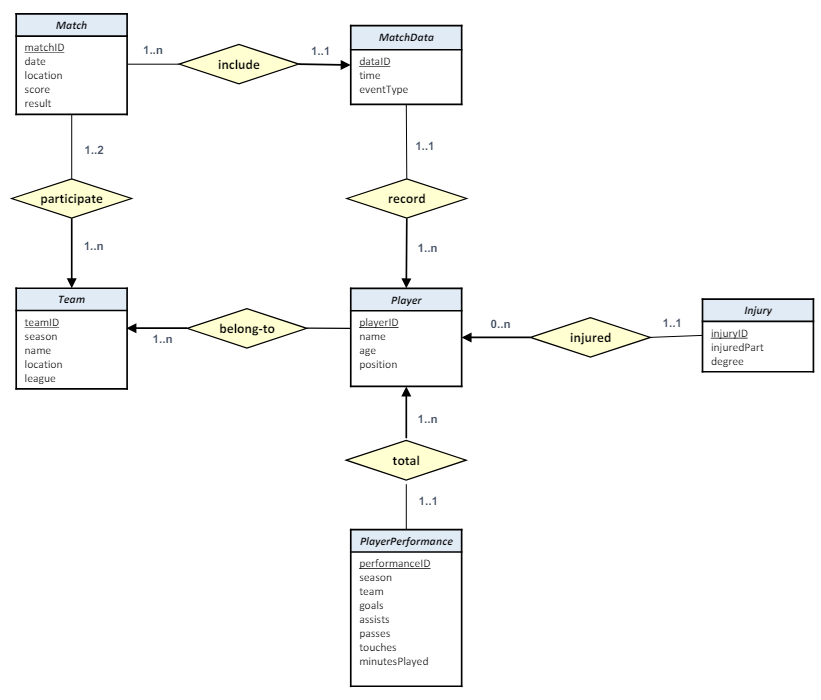 Match
matchID
date
location
score
result
1..n
include
1..1
MatchData
dataID
time
eventType
1..2
participate
1..n
1..1
record
1..n
Team
teamID
season
name
location
league
1..n
belong-to
Player
playerID
name
age
position
0..n
injured
1..1
Injury
injuryID
injuredPart
degree
1..n
total
1..1
PlayerPerformance
performanceID
season
team
goals
assists
passes
touches
minutesPlayed